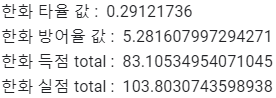 한화 타율 값 :  0.29121736
한화 방어율 값 :  5.281607997294271
한화 득점 total :  83.10534954071045
한화 실점 total :  103.8030743598938